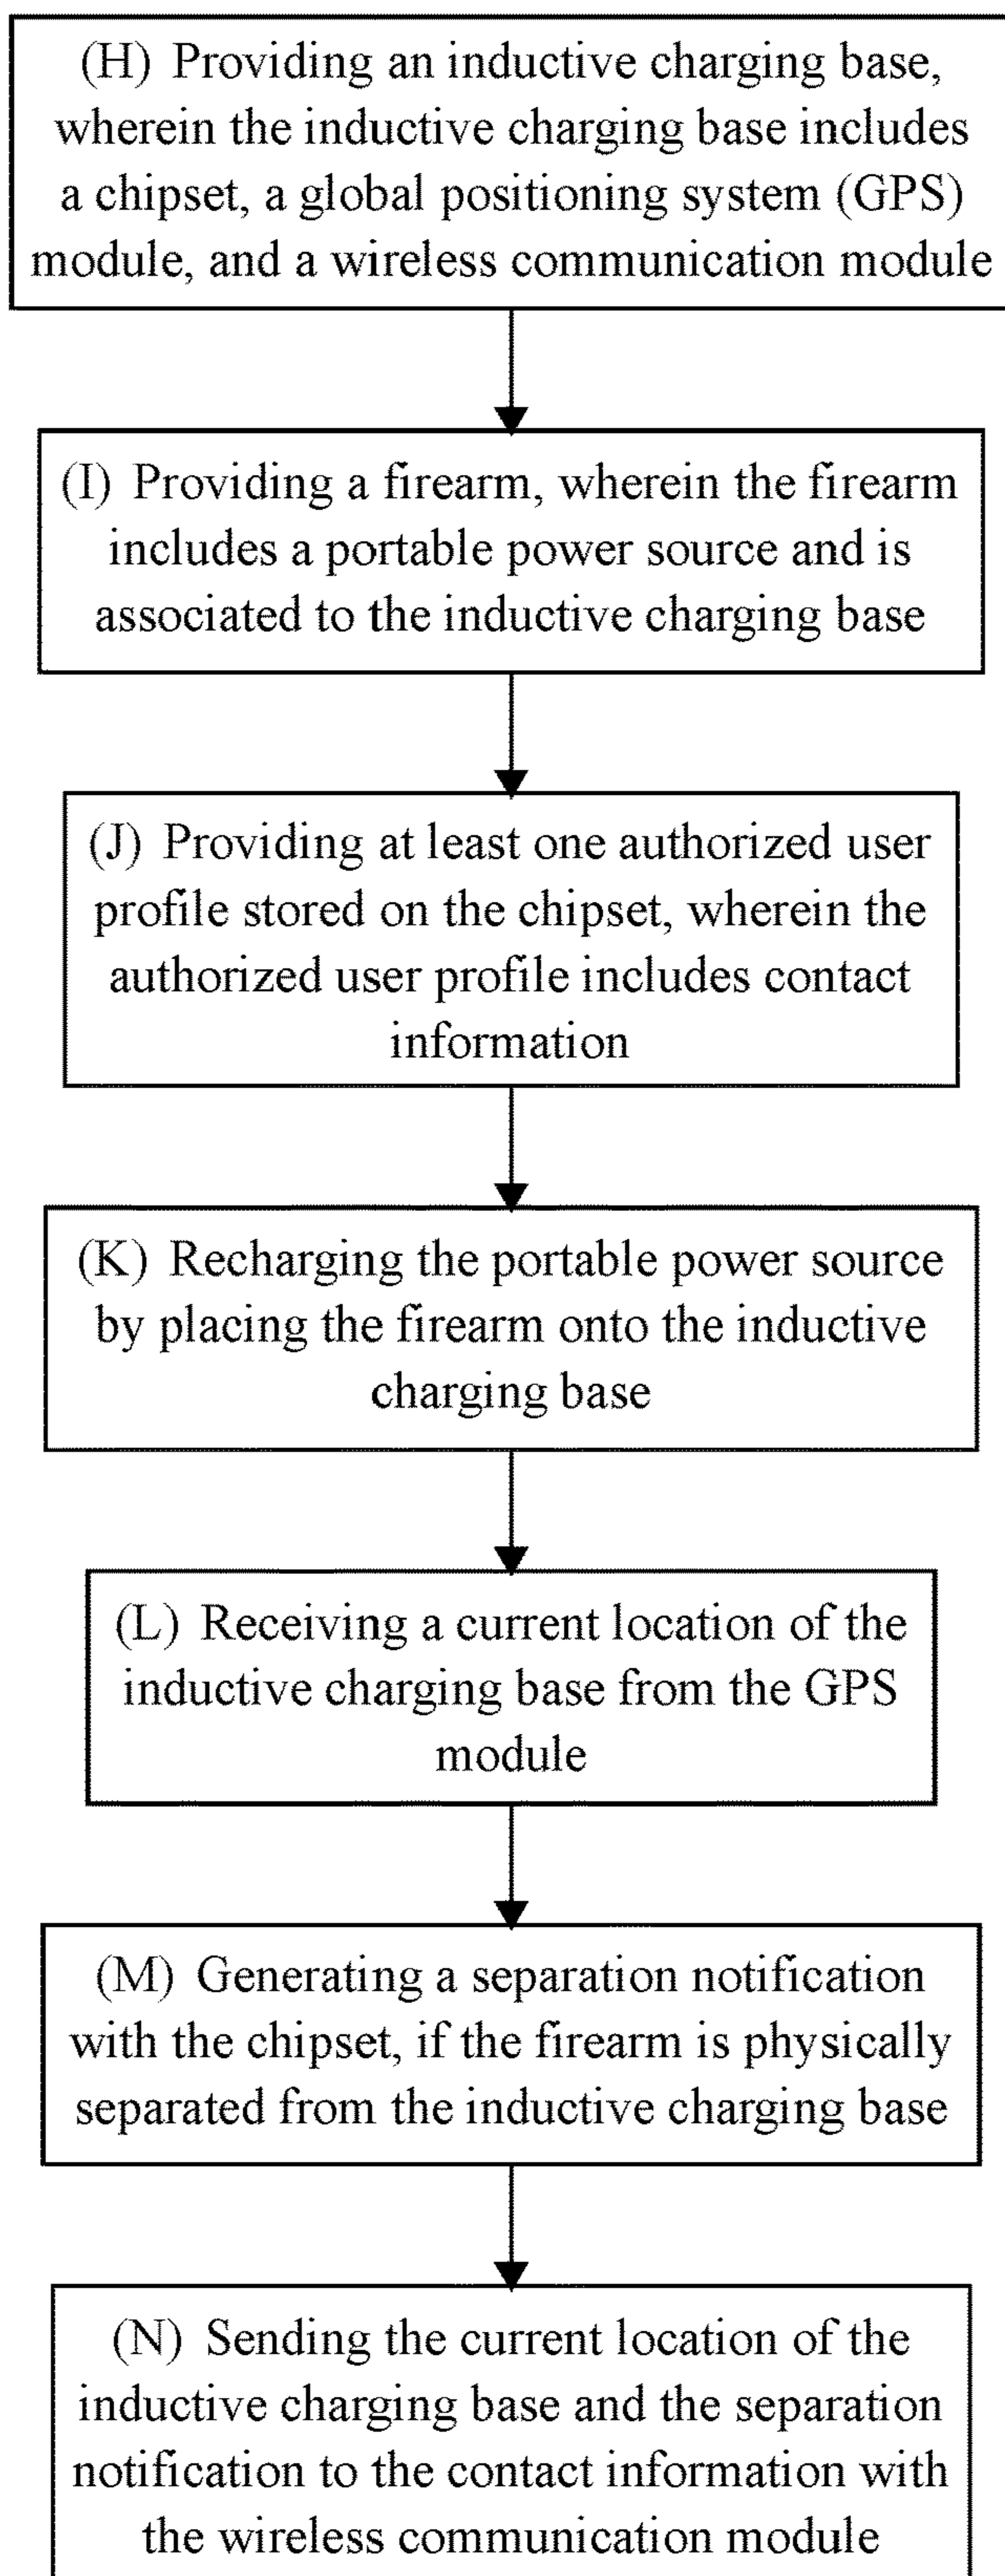 (H) Providing an inductive charging base,
wherein the inductive charging base includes
a chipset, a global positioning system (GPS)
module, and a wireless communication module
(I) Providing a firearm, wherein the firearm
includes a portable power source and is
associated to the inductive charging base
(J) Providing at least one authorized user
profile stored on the chipset, wherein the
authorized user profile includes contact
information
(K) Recharging the portable power source
by placing the firearm onto the inductive
charging base
(L) Receiving a current location of the
inductive charging base from the GPS
module
(M) Generating a separation notification
with the chipset, if the firearm is physically
separated from the inductive charging base
(N) Sending the current location of the
inductive charging base and the separation
notification to the contact information with
the wireless communication module